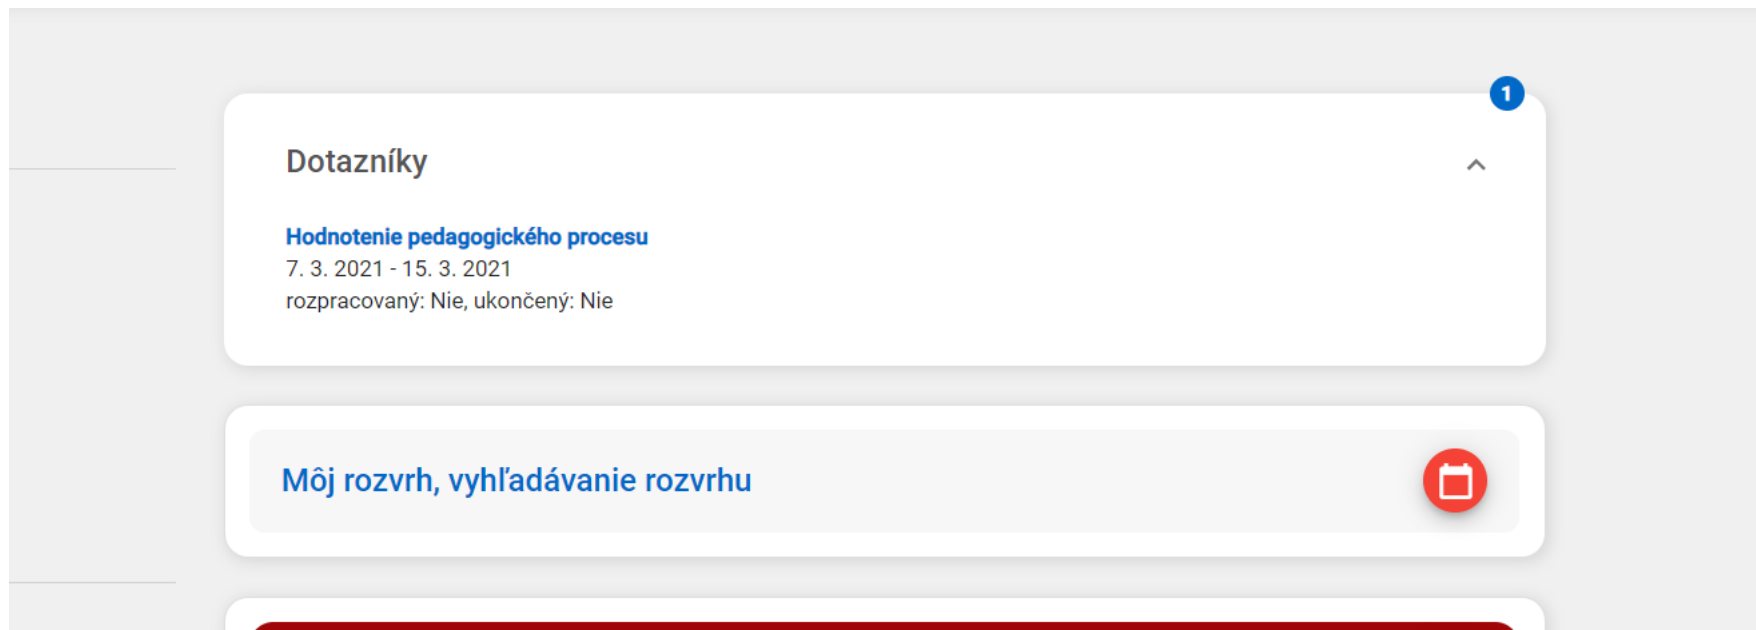 1
Dotazníky
Hodnotenie pedagogického procesu
7. 3. 2021 - 15. 3. 2021
rozpracovaný: Nie, ukončený: Nie
Môj rozvrh, vyhľadávanie rozvrhu